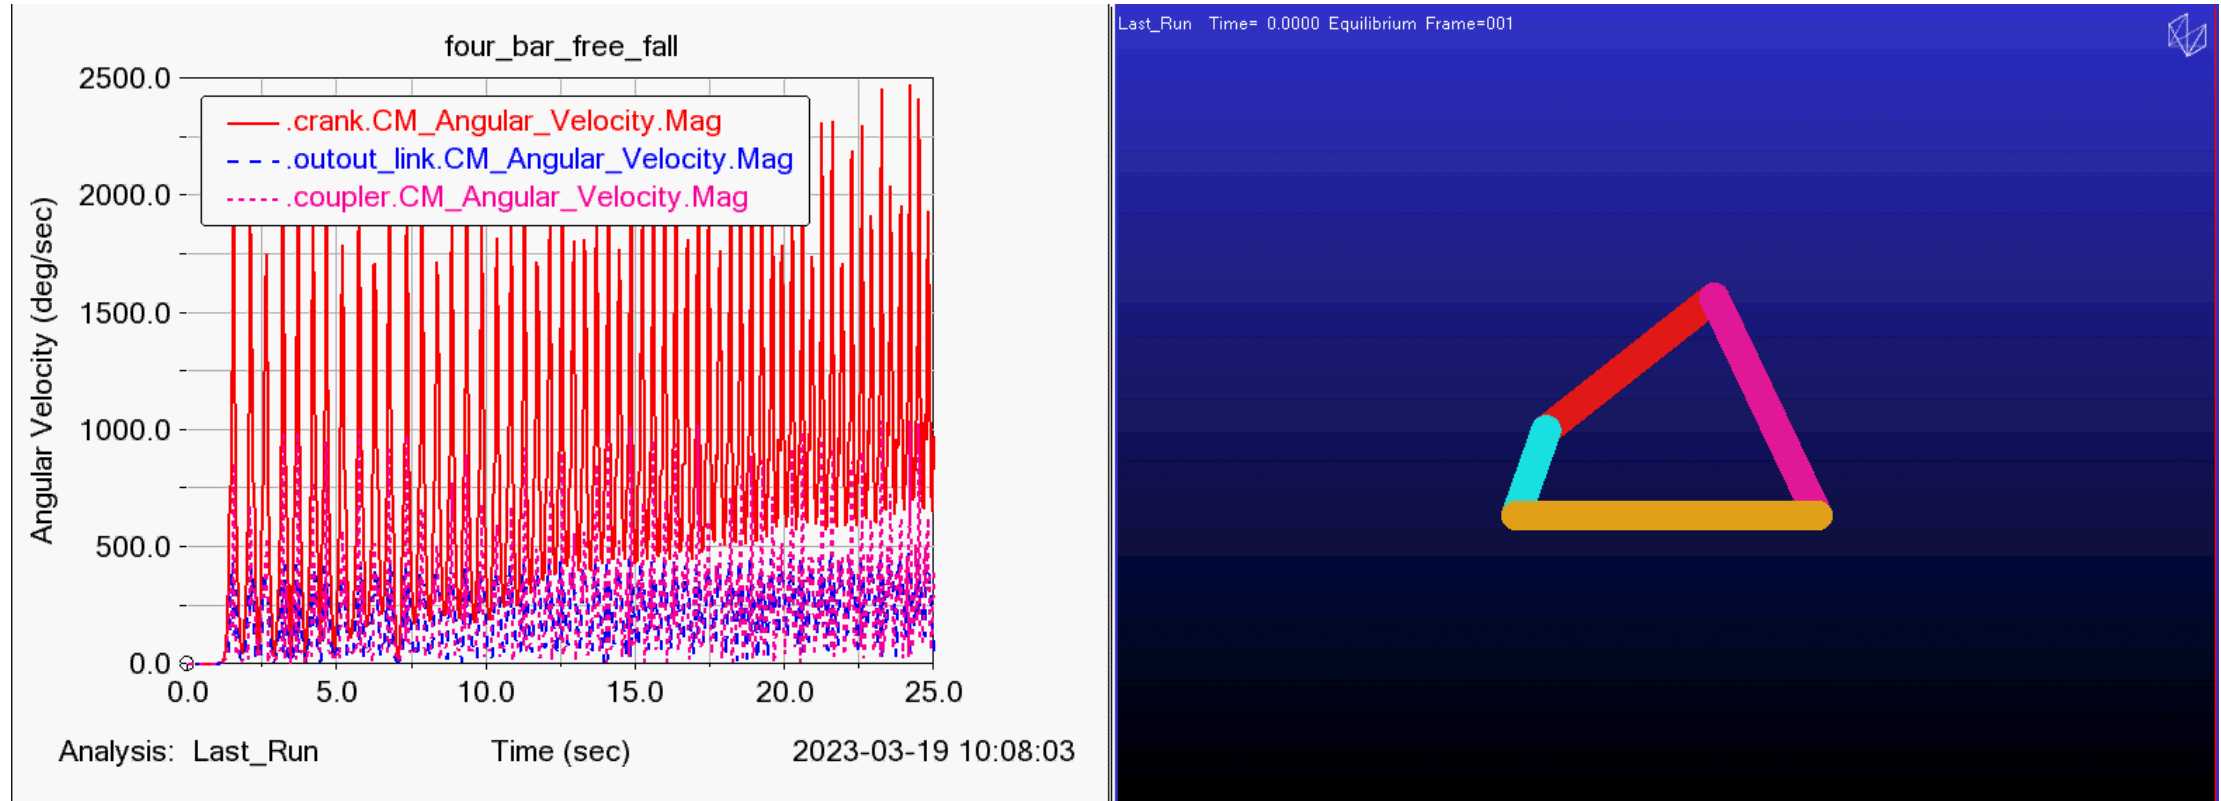 four_bar_free_fall
2500.0
2000.0
1500.0
1000.0
500.0
0.0
Angular Velocity (deg/sec)
.crank.CM_Angular_Velocity.Mag
.outout_link.CM_Angular_Velocity.Mag
.coupler.CM_Angular_Velocity.Mag
0.0 5.0 10.0 15.0 20.0 25.0
Analysis: Last_Run Time (sec) 2023-03-19 10:08:03
Last_Run Time= 0.0000 Equilibrium Frame=001